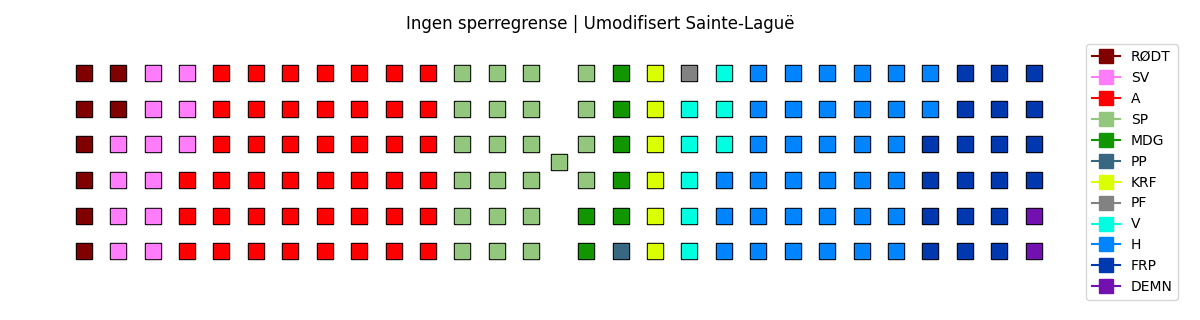 Ingen sperregrense | Umodifisert Sainte-Laguë
RØDT
SV
A
SP
MDG
PP
KRF
PF
V
H
FRP
DEMN